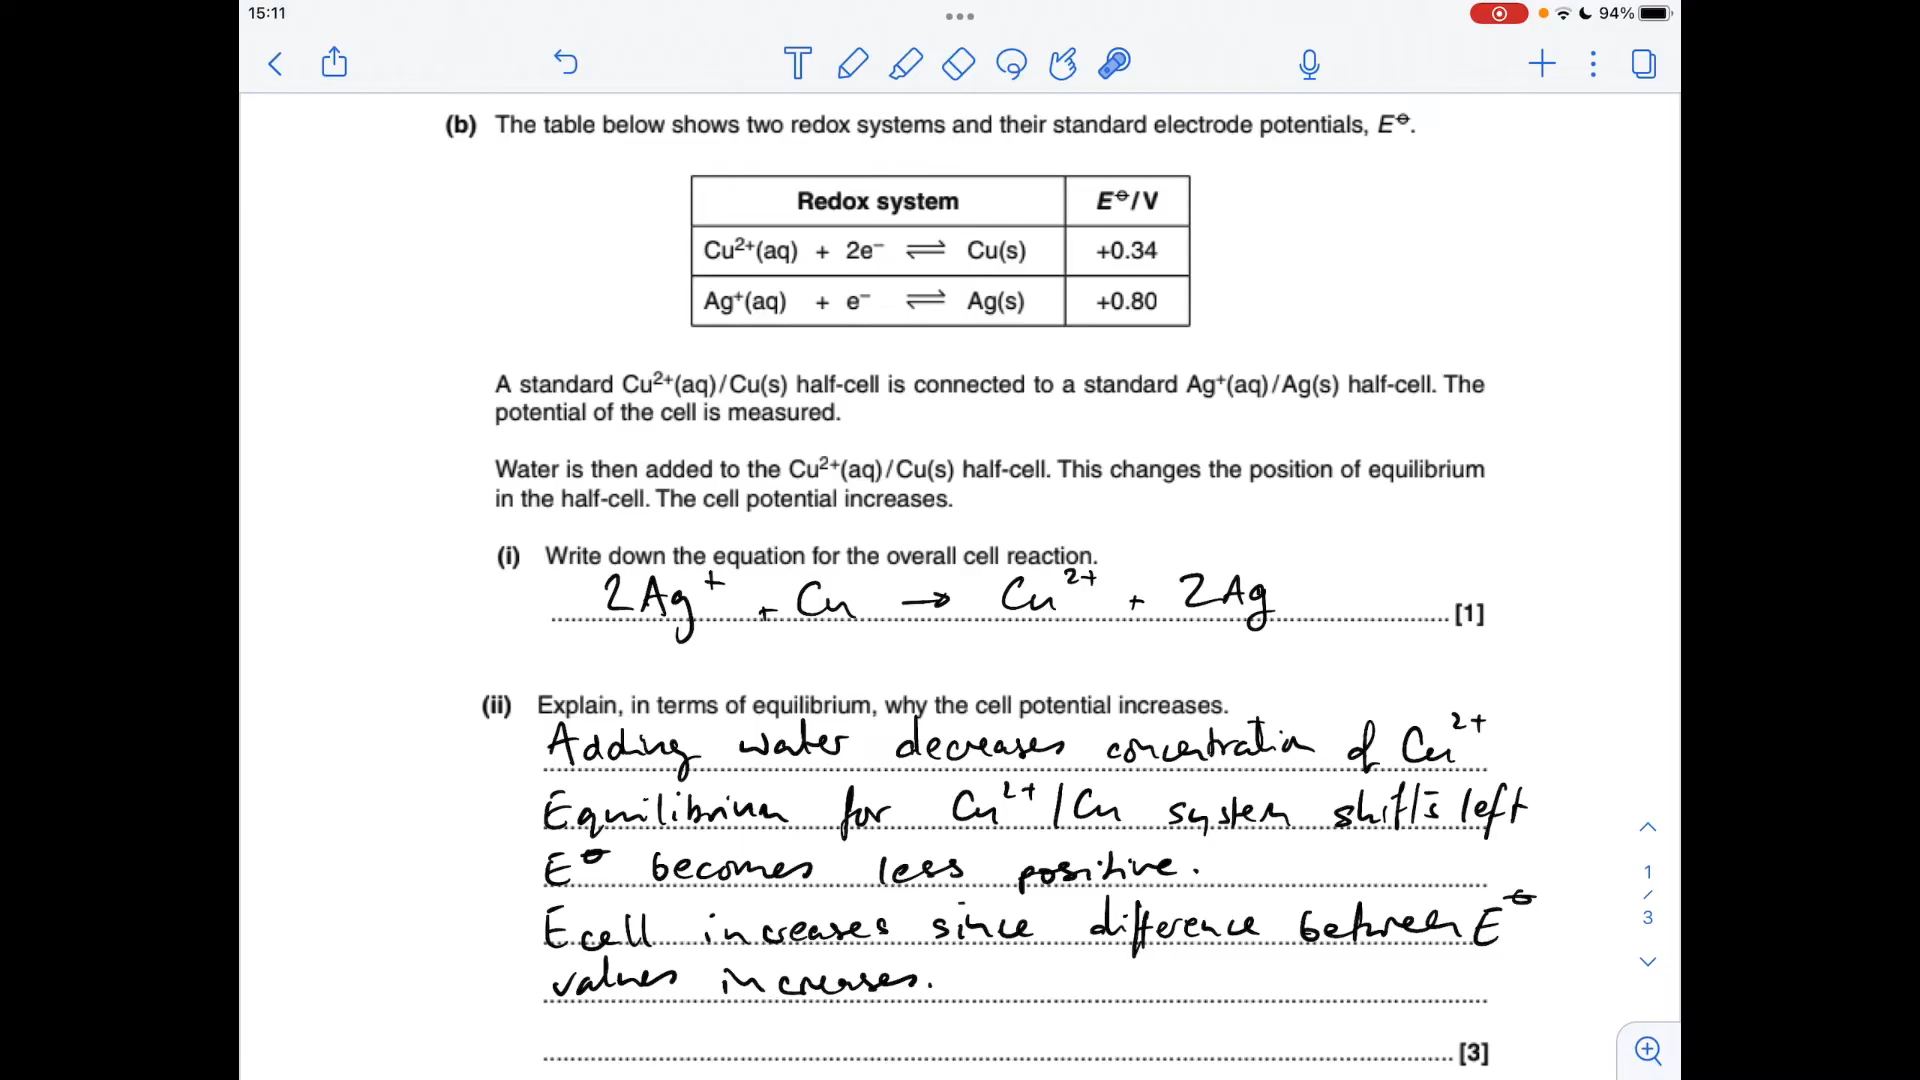 15:11
94%
(b) The table below shows two redox systems and their standard electrode potentials, E⦵.
Redox system E⦵/V
Cu²⁺(aq) + 2e⁻ ⇌ Cu(s) +0.34
Ag⁺(aq) + e⁻ ⇌ Ag(s) +0.80
A standard Cu²⁺(aq)/Cu(s) half-cell is connected to a standard Ag⁺(aq)/Ag(s) half-cell. The
potential of the cell is measured.
Water is then added to the Cu²⁺(aq)/Cu(s) half-cell. This changes the position of equilibrium
in the half-cell. The cell potential increases.
(i) Write down the equation for the overall cell reaction.
2Ag⁺ + Cu → Cu²⁺ + 2Ag
[1]
(ii) Explain, in terms of equilibrium, why the cell potential increases.
Adding water decreases concentration of Cu²⁺
Equilibrium for Cu²⁺/Cu system shifts left
E⦵ becomes less positive.
Ecell increases since difference between E⦵
values increases.
[3]
1
/
3